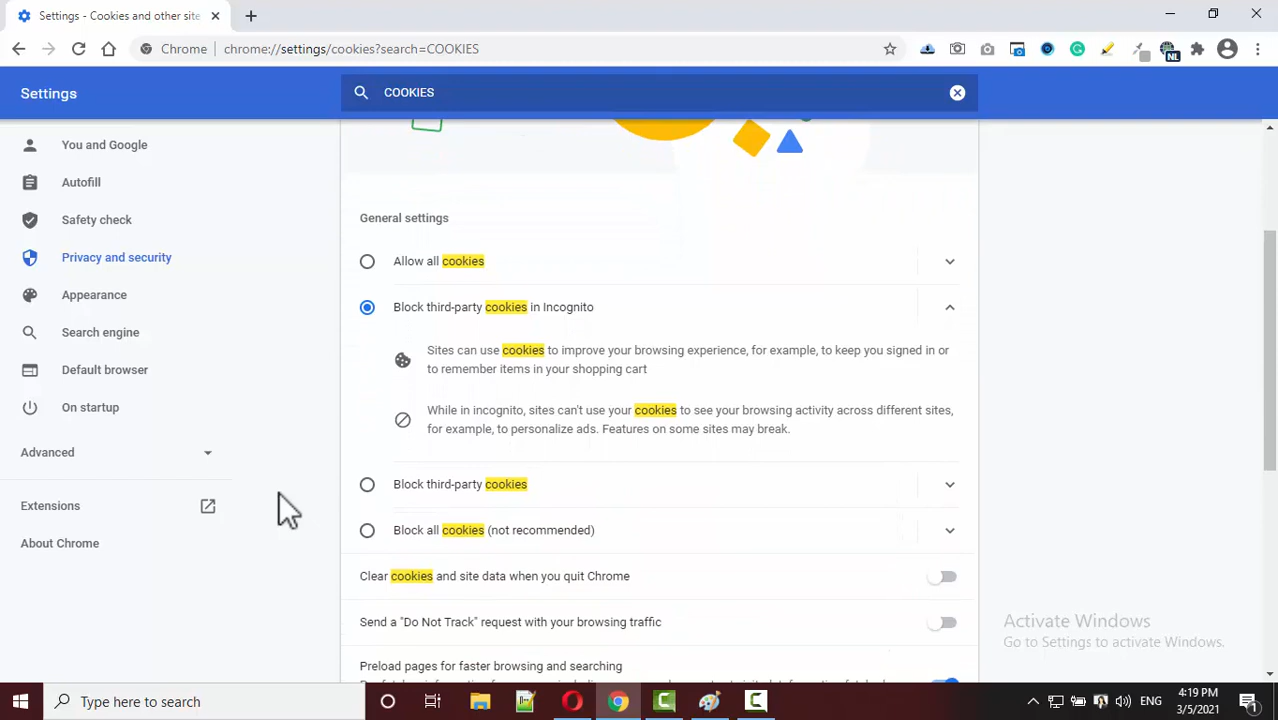 Settings - Cookies and other site
Chrome chrome://settings/cookies?search=COOKIES
NL
Settings
COOKIES
You and Google
Autofill
Safety check
Privacy and security
Appearance
Search engine
Default browser
On startup
Advanced
Extensions
About Chrome
General settings
Allow all cookies
Block third-party cookies in Incognito
Sites can use cookies to improve your browsing experience, for example, to keep you signed in or
to remember items in your shopping cart
While in incognito, sites can't use your cookies to see your browsing activity across different sites,
for example, to personalize ads. Features on some sites may break.
Block third-party cookies
Block all cookies (not recommended)
Clear cookies and site data when you quit Chrome
Send a "Do Not Track" request with your browsing traffic
Preload pages for faster browsing and searching
Activate Windows
Go to Settings to activate Windows.
Type here to search
ENG
4:19 PM
3/5/2021
1